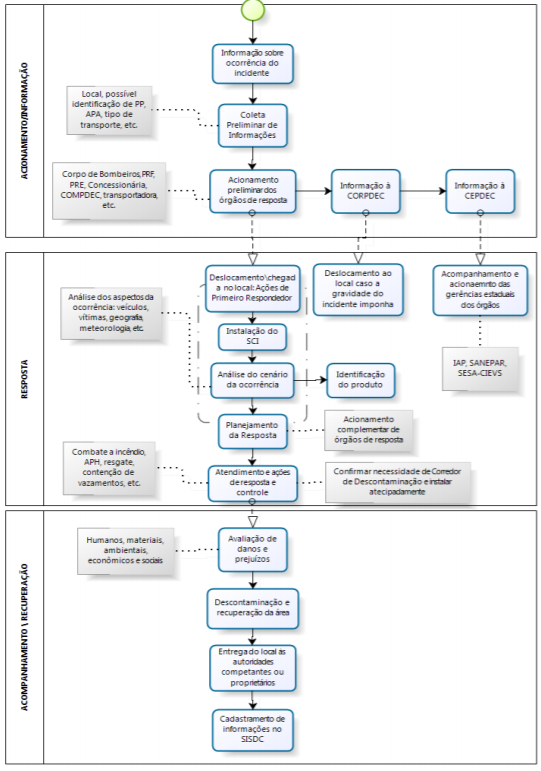 ACIONAMENTO/INFORMAÇÃO
Informação sobre
ocorrência do
incidente
Local, possível
identificação de PP,
APA, tipo de
transporte, etc.
Coleta
Preliminar de
Informações
Corpo de Bombeiros,PRF,
PRE, Concessionária,
COMPDEC, transportadora,
etc.
Acionamento
preliminar dos
órgãos de resposta
Informação à
CORPDEC
Informação à
CEPDEC
RESPOSTA
Deslocamento\chegad
a no local:Ações de
Primeiro Respondedor
Deslocamento ao
local caso a
gravidade do
incidente imponha
Acompanhamento e
acionaemnto das
gerências estaduais
dos órgãos
Análise dos aspectos da
ocorrência: veículos,
vítimas, geografia,
meteorologia, etc.
Instalação do
SCI
IAP, SANEPAR,
SESA-CIEVS
Análise do cenário
da ocorrência
Identificação
do produto
Planejamento
da Resposta
Acionamento
complementar de
órgãos de resposta
Combate a incêndio,
APH, resgate,
contenção de
vazamentos, etc.
Atendimento e ações
de resposta e
controle
Confirmar necessidade de Corredor
de Descontaminação e instalar
atecipadamente
ACOMPANHAMENTO \ RECUPERAÇÃO
Humanos, materiais,
ambientais,
econômicos e sociais
Avaliação de
danos e
prejuízos
Descontaminação e
recuperação da área
Entrega do local ás
autoridades
competantes ou
proprietários
Cadastramento de
informações no
SISDC